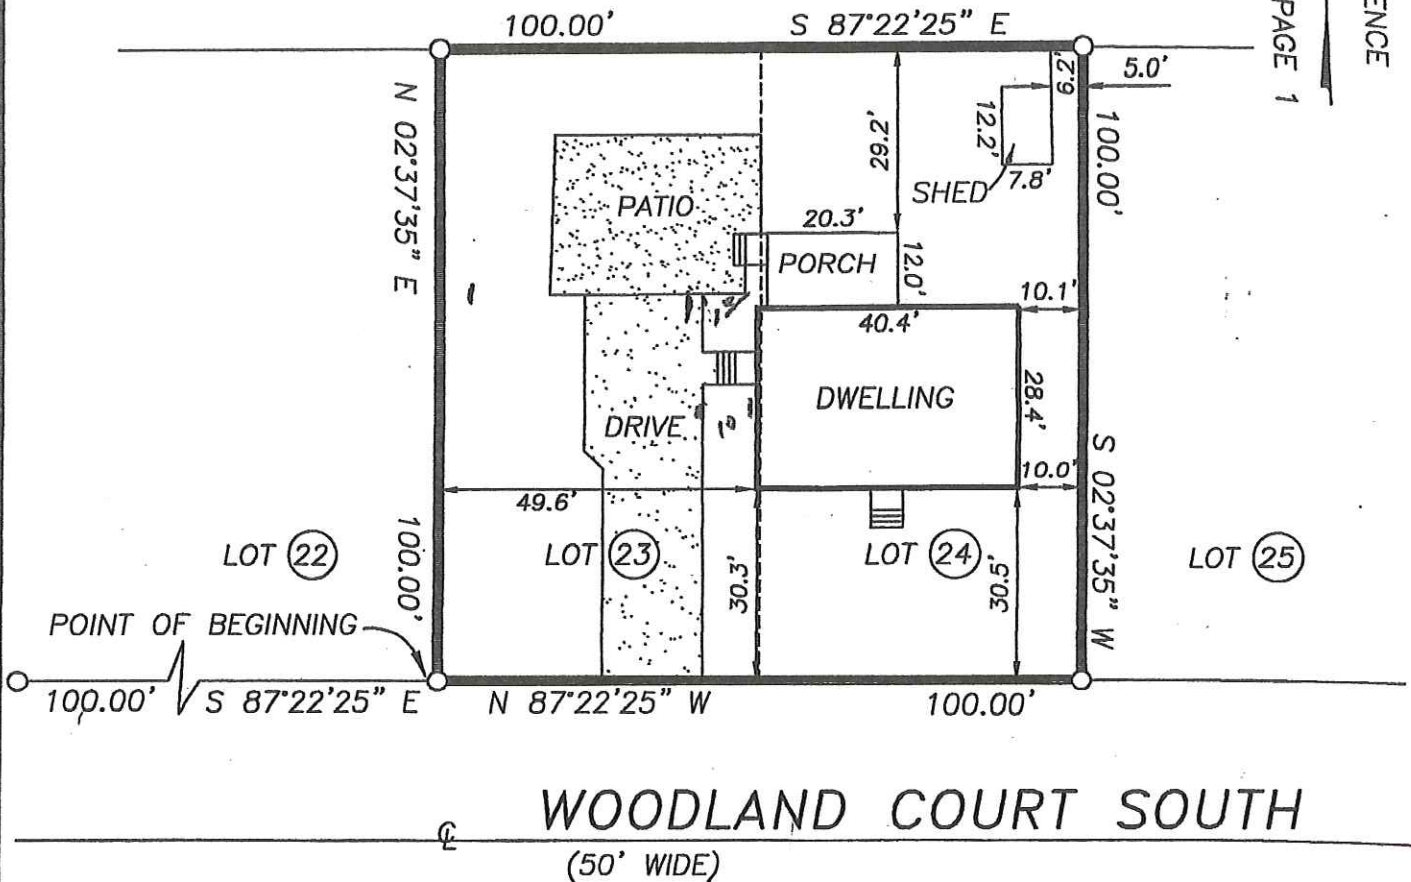 100.00' S 87°22'25" E
ENCE
PAGE 1
6.2'
5.0'
N 02°37'35" E
29.2'
12.2'
100.00'
PATIO
SHED
7.8'
20.3'
PORCH
12.0'
10.1'
40.4'
DWELLING
28.4'
DRIVE
10.0'
49.6'
S 02°37'35" W
100.00'
LOT 22
LOT 23
LOT 24
LOT 25
30.3'
30.5'
POINT OF BEGINNING
100.00' S 87°22'25" E
N 87°22'25" W 100.00'
WOODLAND COURT SOUTH
℄
(50' WIDE)